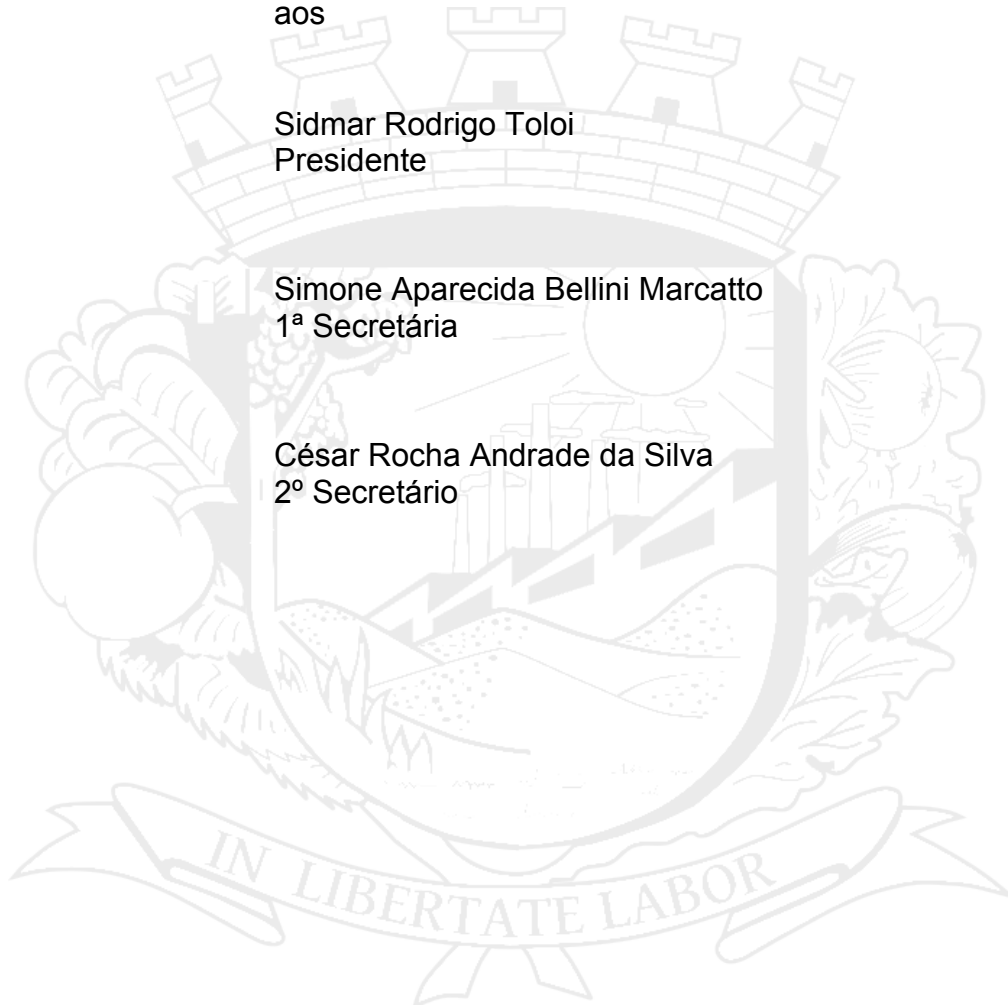 aos
Sidmar Rodrigo Toloi
Presidente
Simone Aparecida Bellini Marcatto
1ª Secretária
César Rocha Andrade da Silva
2º Secretário
IN LIBERTATE LABOR